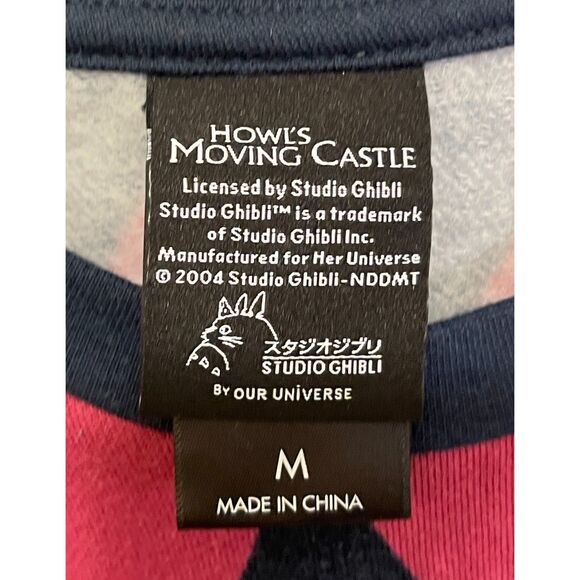 HOWL'S
MOVING CASTLE
Licensed by Studio Ghibli
Studio Ghibli™ is a trademark
of Studio Ghibli Inc.
Manufactured for Her Universe
© 2004 Studio Ghibli-NDDMT
スタジオジブリ
STUDIO GHIBLI
BY OUR UNIVERSE
M
MADE IN CHINA